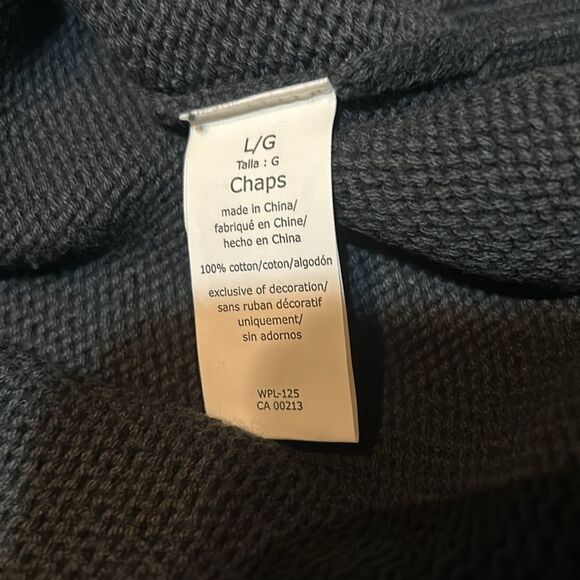 L/G
Talla : G
Chaps
made in China/
fabriqué en Chine/
hecho en China
100% cotton/coton/algodón
exclusive of decoration/
sans ruban décoratif
uniquement/
sin adornos
WPL-125
CA 00213